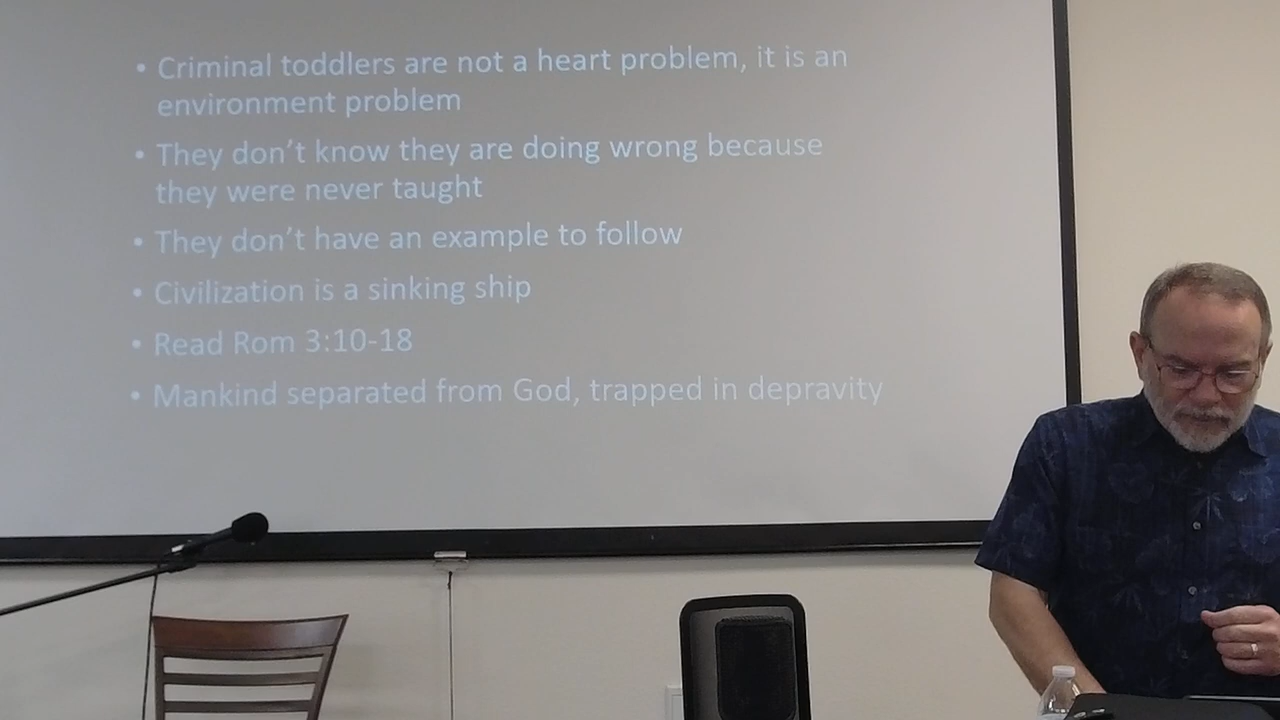 • Criminal toddlers are not a heart problem, it is an
environment problem
• They don’t know they are doing wrong because
they were never taught
• They don’t have an example to follow
• Civilization is a sinking ship
• Read Rom 3:10-18
• Mankind separated from God, trapped in depravity